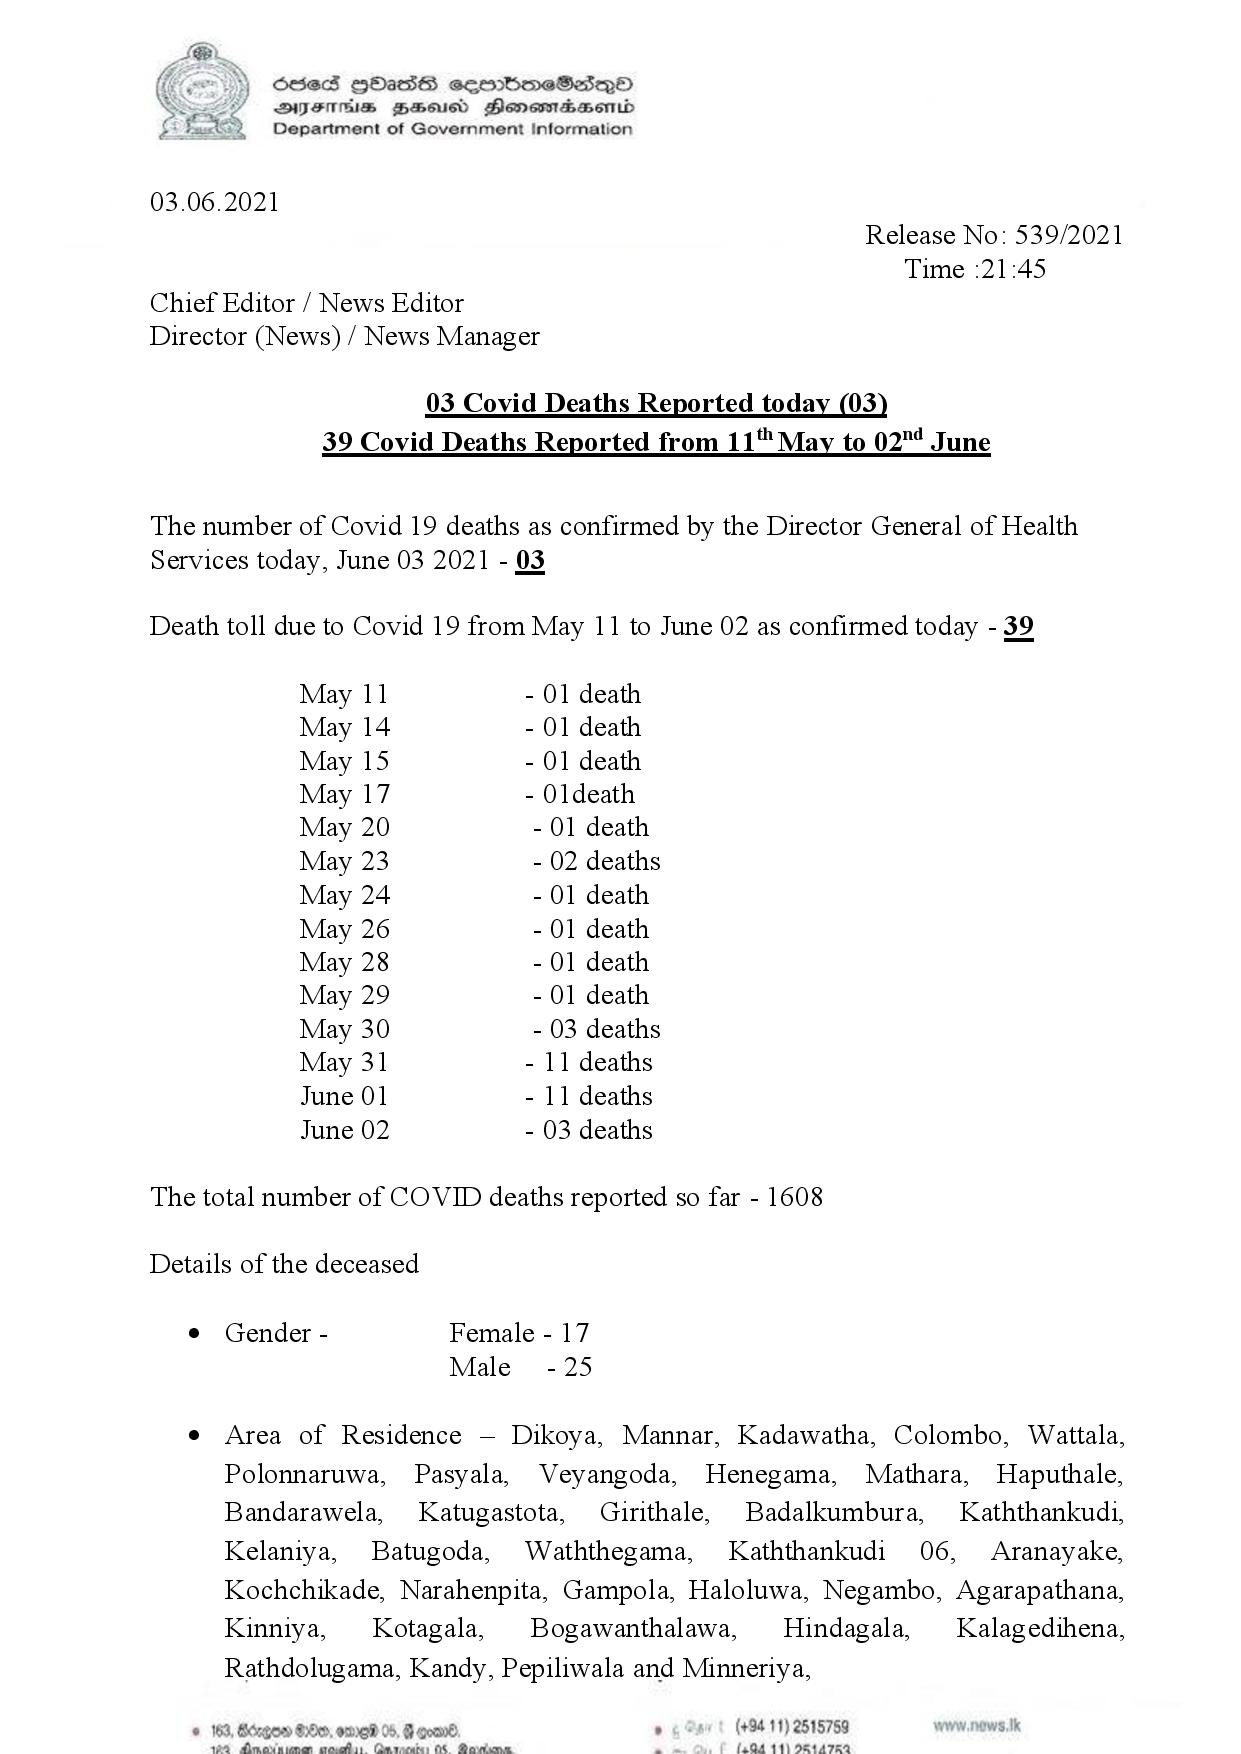 රජයේ ප්‍රවෘත්ති දෙපාර්තමේන්තුව
அரசாங்க தகவல் திணைக்களம்
Department of Government Information
03.06.2021
Release No: 539/2021
Time :21:45
Chief Editor / News Editor
Director (News) / News Manager
03 Covid Deaths Reported today (03)
39 Covid Deaths Reported from 11th May to 02nd June
The number of Covid 19 deaths as confirmed by the Director General of Health
Services today, June 03 2021 - 03
Death toll due to Covid 19 from May 11 to June 02 as confirmed today - 39
May 11 - 01 death
May 14 - 01 death
May 15 - 01 death
May 17 - 01death
May 20 - 01 death
May 23 - 02 deaths
May 24 - 01 death
May 26 - 01 death
May 28 - 01 death
May 29 - 01 death
May 30 - 03 deaths
May 31 - 11 deaths
June 01 - 11 deaths
June 02 - 03 deaths
The total number of COVID deaths reported so far - 1608
Details of the deceased
• Gender - Female - 17
Male - 25
• Area of Residence – Dikoya, Mannar, Kadawatha, Colombo, Wattala,
Polonnaruwa, Pasyala, Veyangoda, Henegama, Mathara, Haputhale,
Bandarawela, Katugastota, Girithale, Badalkumbura, Kaththankudi,
Kelaniya, Batugoda, Waththegama, Kaththankudi 06, Aranayake,
Kochchikade, Narahenpita, Gampola, Haloluwa, Negambo, Agarapathana,
Kinniya, Kotagala, Bogawanthalawa, Hindagala, Kalagedihena,
Rathdolugama, Kandy, Pepiliwala and Minneriya,
163, කිරුලපන මාවත, කොළඹ 05, ශ්‍රී ලංකාව.
(+94 11) 2515759
www.news.lk
(+94 11) 2514753